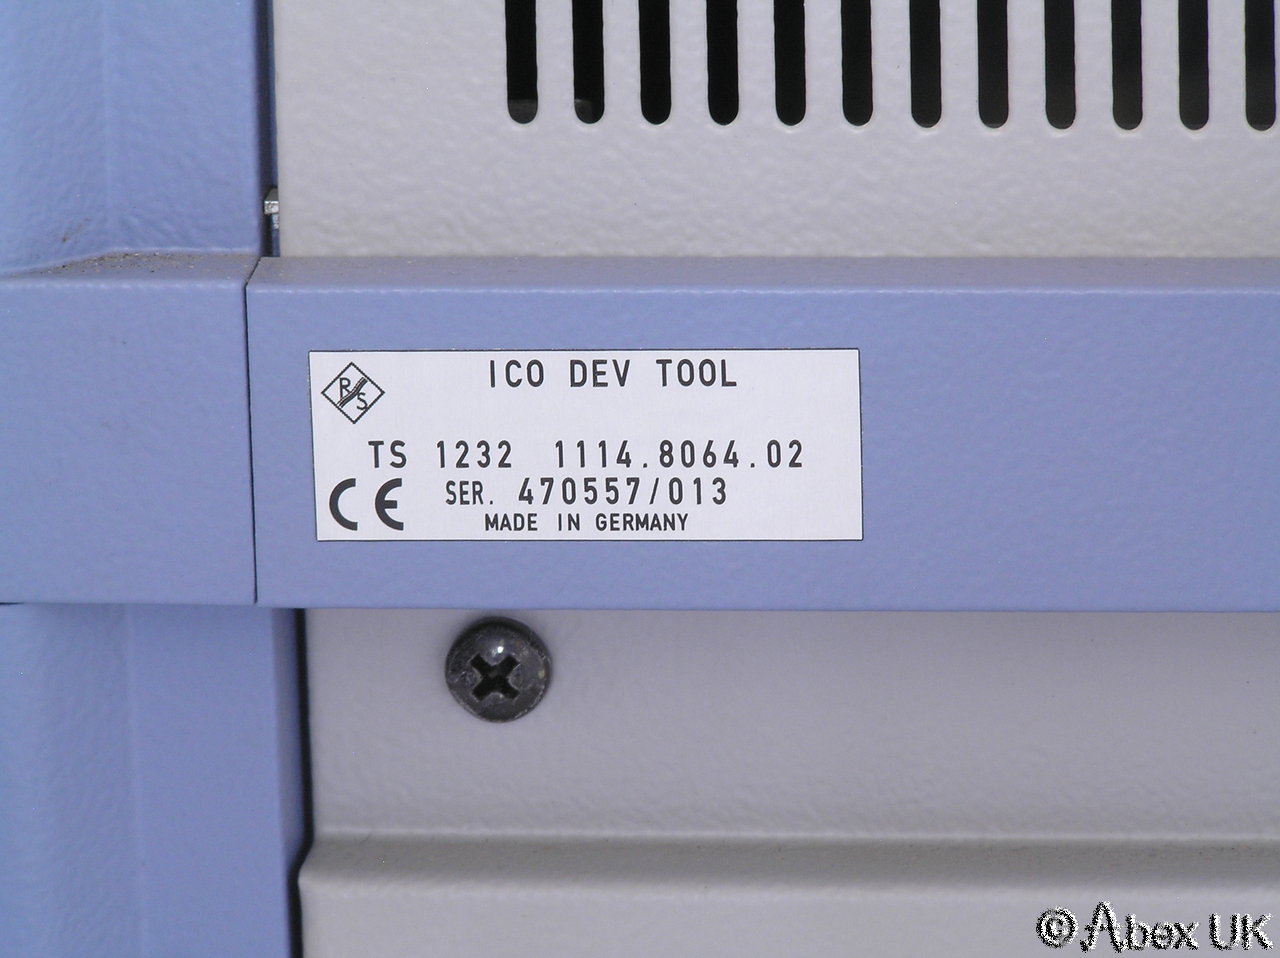 ICO DEV TOOL
R S
TS 1232 1114.8064.02
CE SER. 470557/013
MADE IN GERMANY
© Abex UK